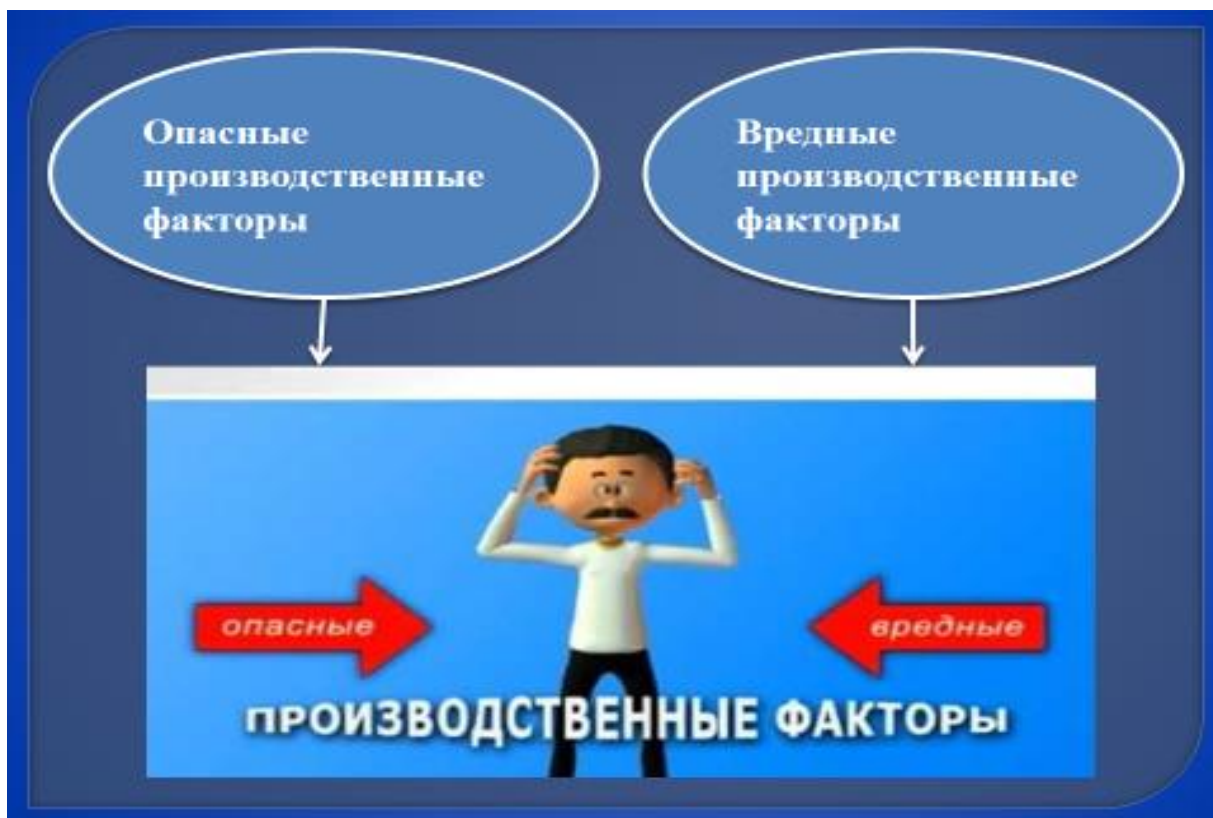 Опасные
производственные
факторы
Вредные
производственные
факторы
опасные
вредные
ПРОИЗВОДСТВЕННЫЕ ФАКТОРЫ